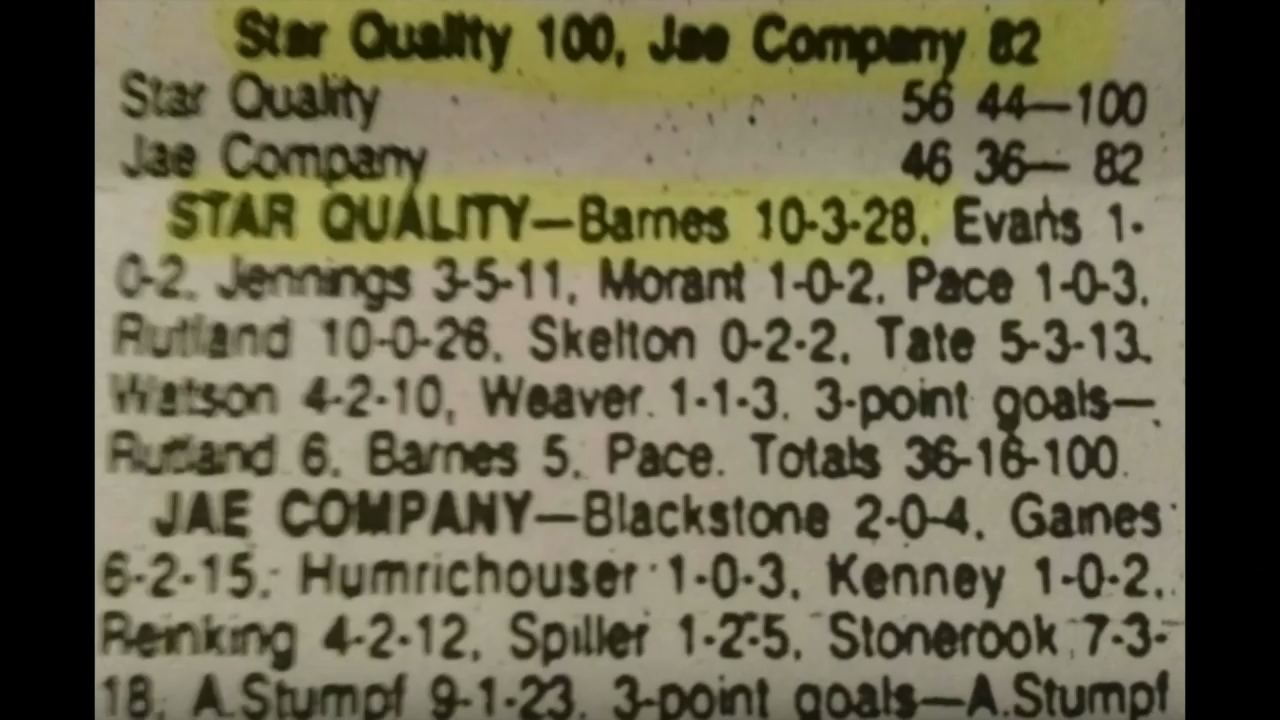 Star Quality 100, Jae Company 82
Star Quality 56 44—100
Jae Company 46 36— 82
STAR QUALITY—Barnes 10-3-28, Evans 1-
0-2, Jennings 3-5-11, Morant 1-0-2, Pace 1-0-3,
Rutland 10-0-26, Skelton 0-2-2, Tate 5-3-13,
Watson 4-2-10, Weaver 1-1-3. 3-point goals—
Rutland 6, Barnes 5, Pace. Totals 36-16-100.
JAE COMPANY—Blackstone 2-0-4, Gaines
6-2-15, Humrichouser 1-0-3, Kenney 1-0-2,
Reinking 4-2-12, Spiller 1-2-5, Stonerook 7-3-
18, A.Stumpf 9-1-23. 3-point goals—A.Stumpf